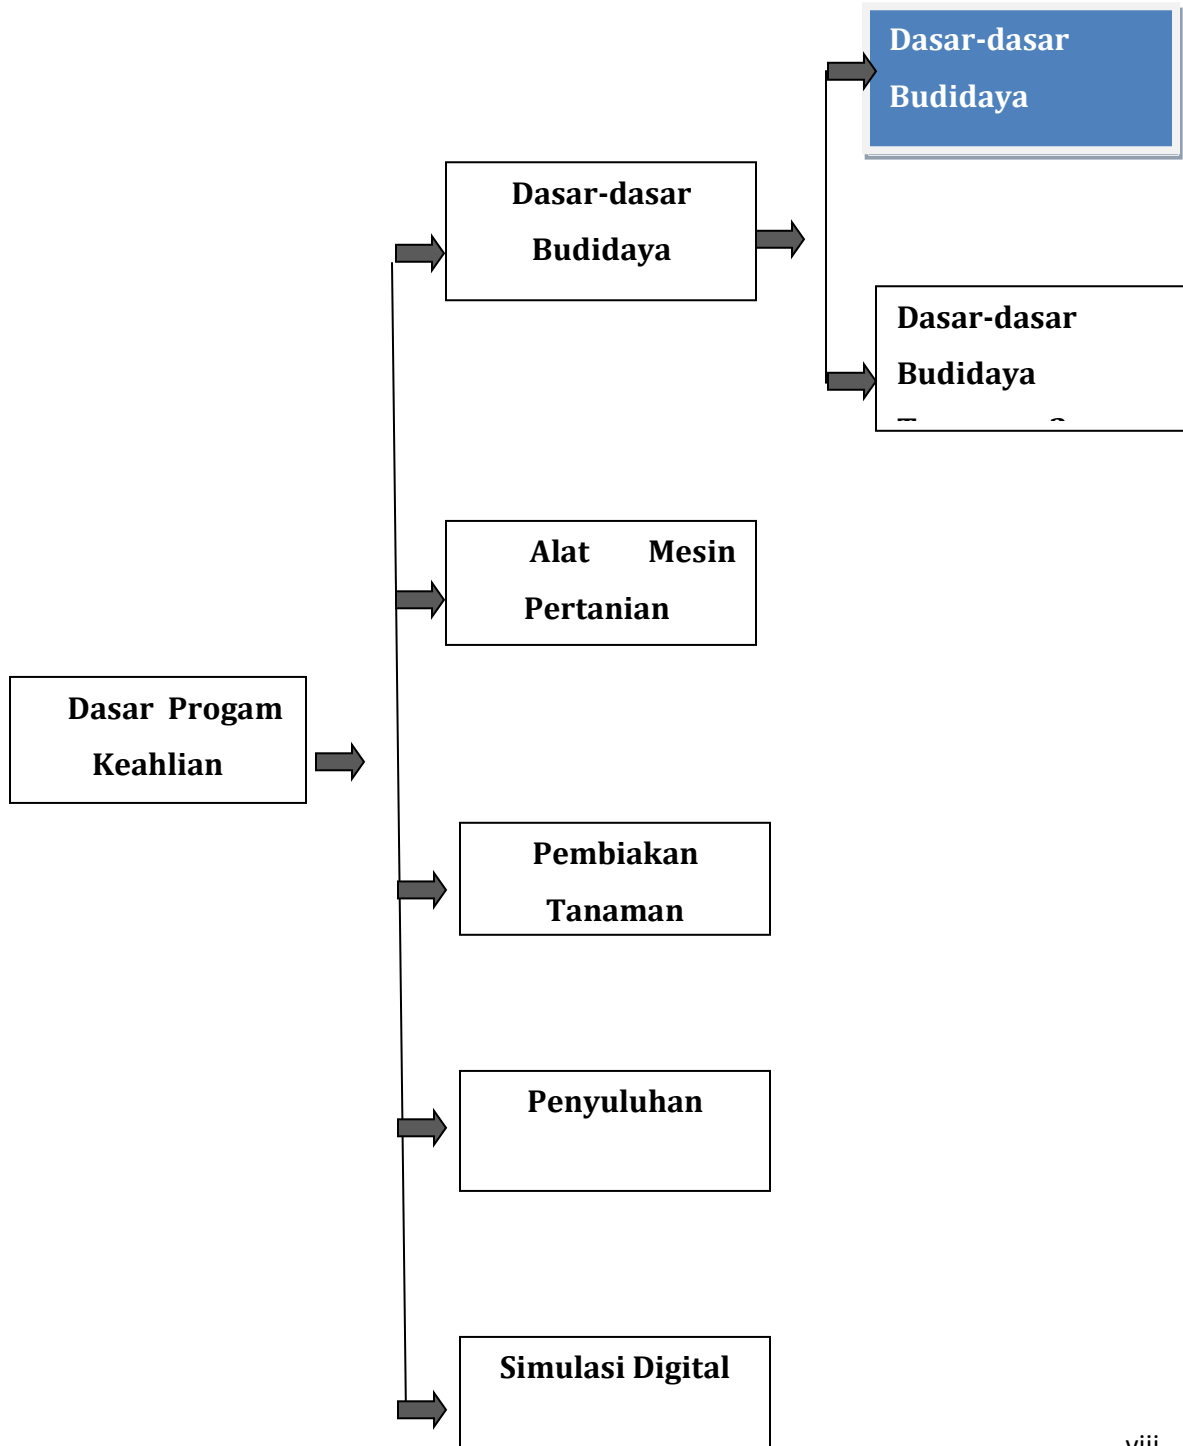 Dasar-dasar
Budidaya
Dasar-dasar
Budidaya
Dasar-dasar
Budidaya
Alat Mesin
Pertanian
Dasar Progam
Keahlian
Pembiakan
Tanaman
Penyuluhan
Simulasi Digital
viii